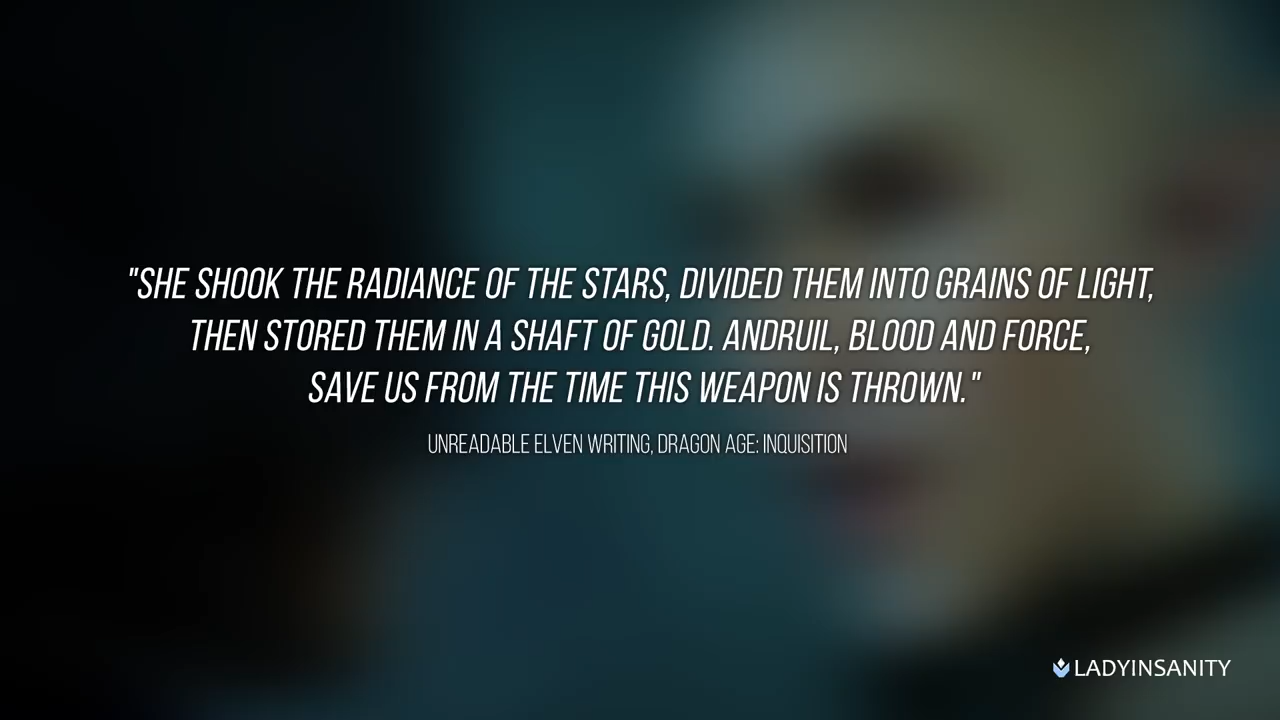 "SHE SHOOK THE RADIANCE OF THE STARS, DIVIDED THEM INTO GRAINS OF LIGHT,
THEN STORED THEM IN A SHAFT OF GOLD. ANDRUIL, BLOOD AND FORCE,
SAVE US FROM THE TIME THIS WEAPON IS THROWN."
UNREADABLE ELVEN WRITING, DRAGON AGE: INQUISITION
LADYINSANITY